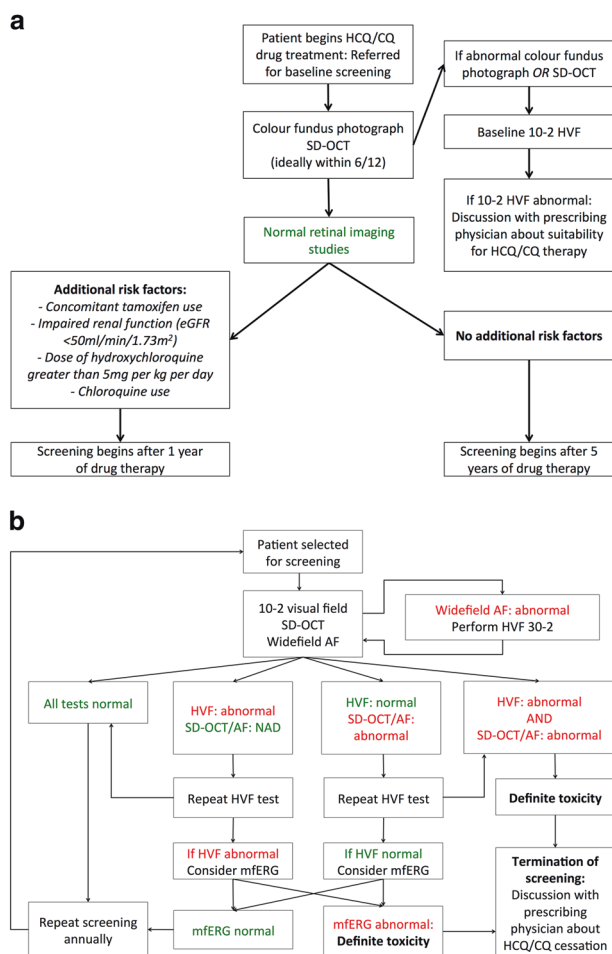 a
Patient begins HCQ/CQ
drug treatment: Referred
for baseline screening
If abnormal colour fundus
photograph OR SD-OCT
Colour fundus photograph
SD-OCT
(ideally within 6/12)
Baseline 10-2 HVF
If 10-2 HVF abnormal:
Discussion with prescribing
physician about suitability
for HCQ/CQ therapy
Normal retinal imaging
studies
Additional risk factors:
- Concomitant tamoxifen use
- Impaired renal function (eGFR
<50ml/min/1.73m²)
- Dose of hydroxychloroquine
greater than 5mg per kg per day
- Chloroquine use
No additional risk factors
Screening begins after 1 year
of drug therapy
Screening begins after 5
years of drug therapy
b
Patient selected
for screening
10-2 visual field
SD-OCT
Widefield AF
Widefield AF: abnormal
Perform HVF 30-2
All tests normal
HVF: abnormal
SD-OCT/AF: NAD
HVF: normal
SD-OCT/AF:
abnormal
HVF: abnormal
AND
SD-OCT/AF: abnormal
Repeat HVF test
Repeat HVF test
Definite toxicity
If HVF abnormal
Consider mfERG
If HVF normal
Consider mfERG
Termination of
screening:
Discussion with
prescribing
physician about
HCQ/CQ cessation
Repeat screening
annually
mfERG normal
mfERG abnormal:
Definite toxicity